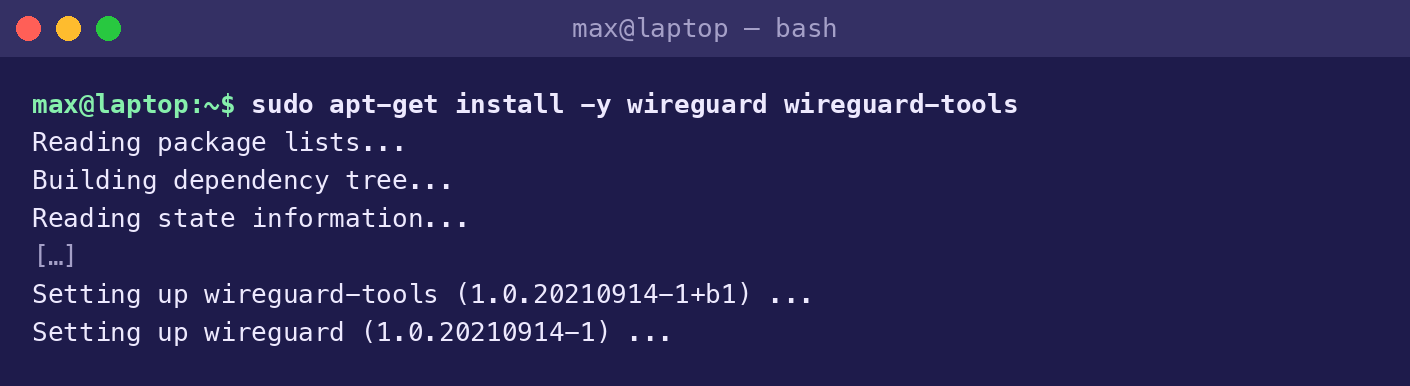 max@laptop — bash
max@laptop:~$ sudo apt-get install -y wireguard wireguard-tools
Reading package lists...
Building dependency tree...
Reading state information...
[…]
Setting up wireguard-tools (1.0.20210914-1+b1) ...
Setting up wireguard (1.0.20210914-1) ...